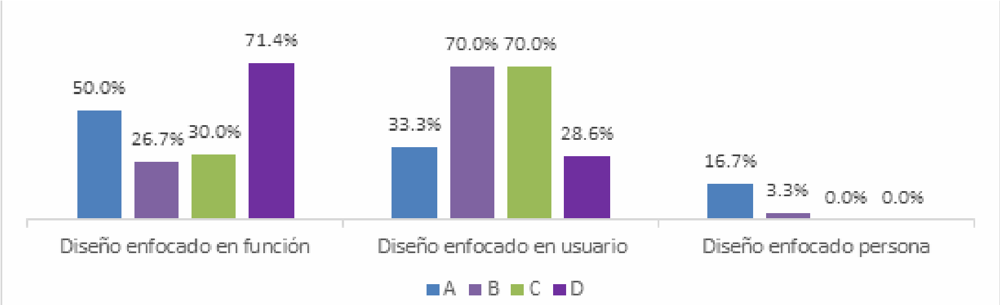 71.4%
70.0% 70.0%
50.0%
26.7% 30.0%
33.3%
28.6%
16.7%
3.3% 0.0% 0.0%
Diseño enfocado en función Diseño enfocado en usuario Diseño enfocado persona
A B C D